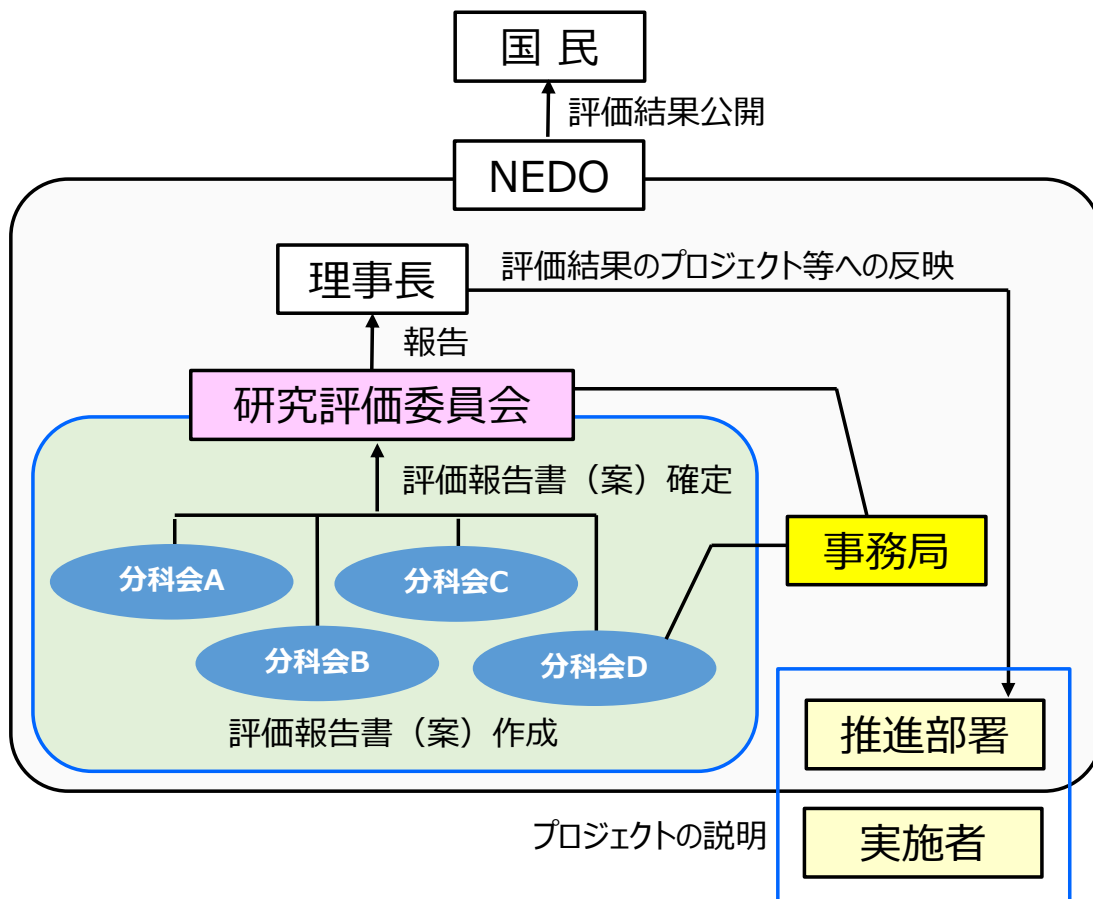 国 民
評価結果公開
NEDO
理事長
評価結果のプロジェクト等への反映
報告
研究評価委員会
評価報告書（案）確定
事務局
分科会A
分科会C
分科会B
分科会D
評価報告書（案）作成
推進部署
プロジェクトの説明
実施者